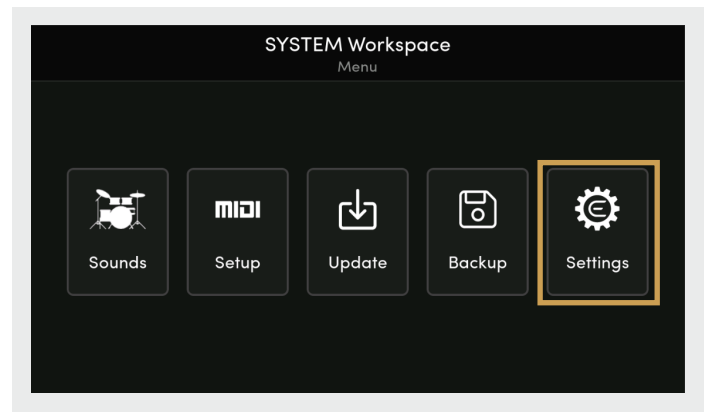 SYSTEM Workspace
Menu
MIDI
Sounds Setup Update Backup Settings